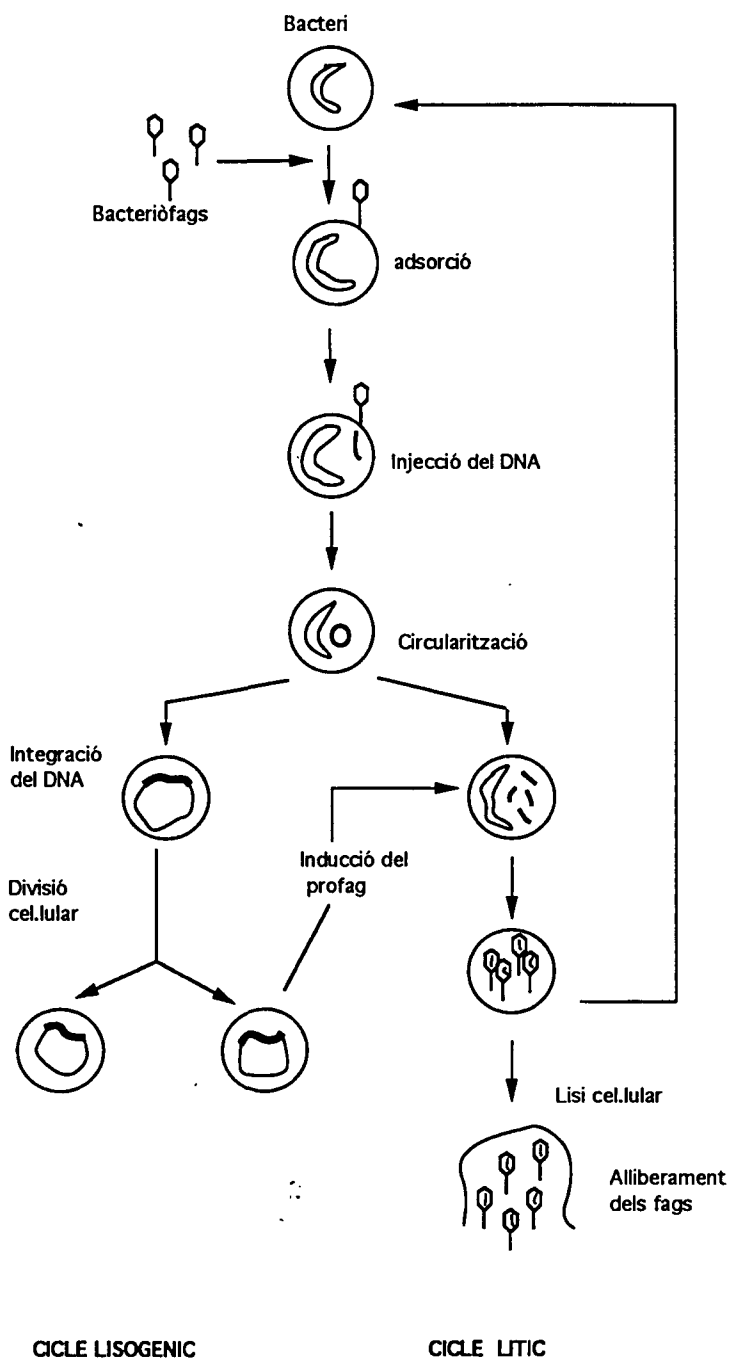 Bacteri
Bacteriòfags
adsorció
Injecció del DNA
Circularització
Integració
del DNA
Inducció del
profag
Divisió
cel.lular
Lisi cel.lular
Alliberament
dels fags
CICLE LISOGENIC
CICLE LITIC